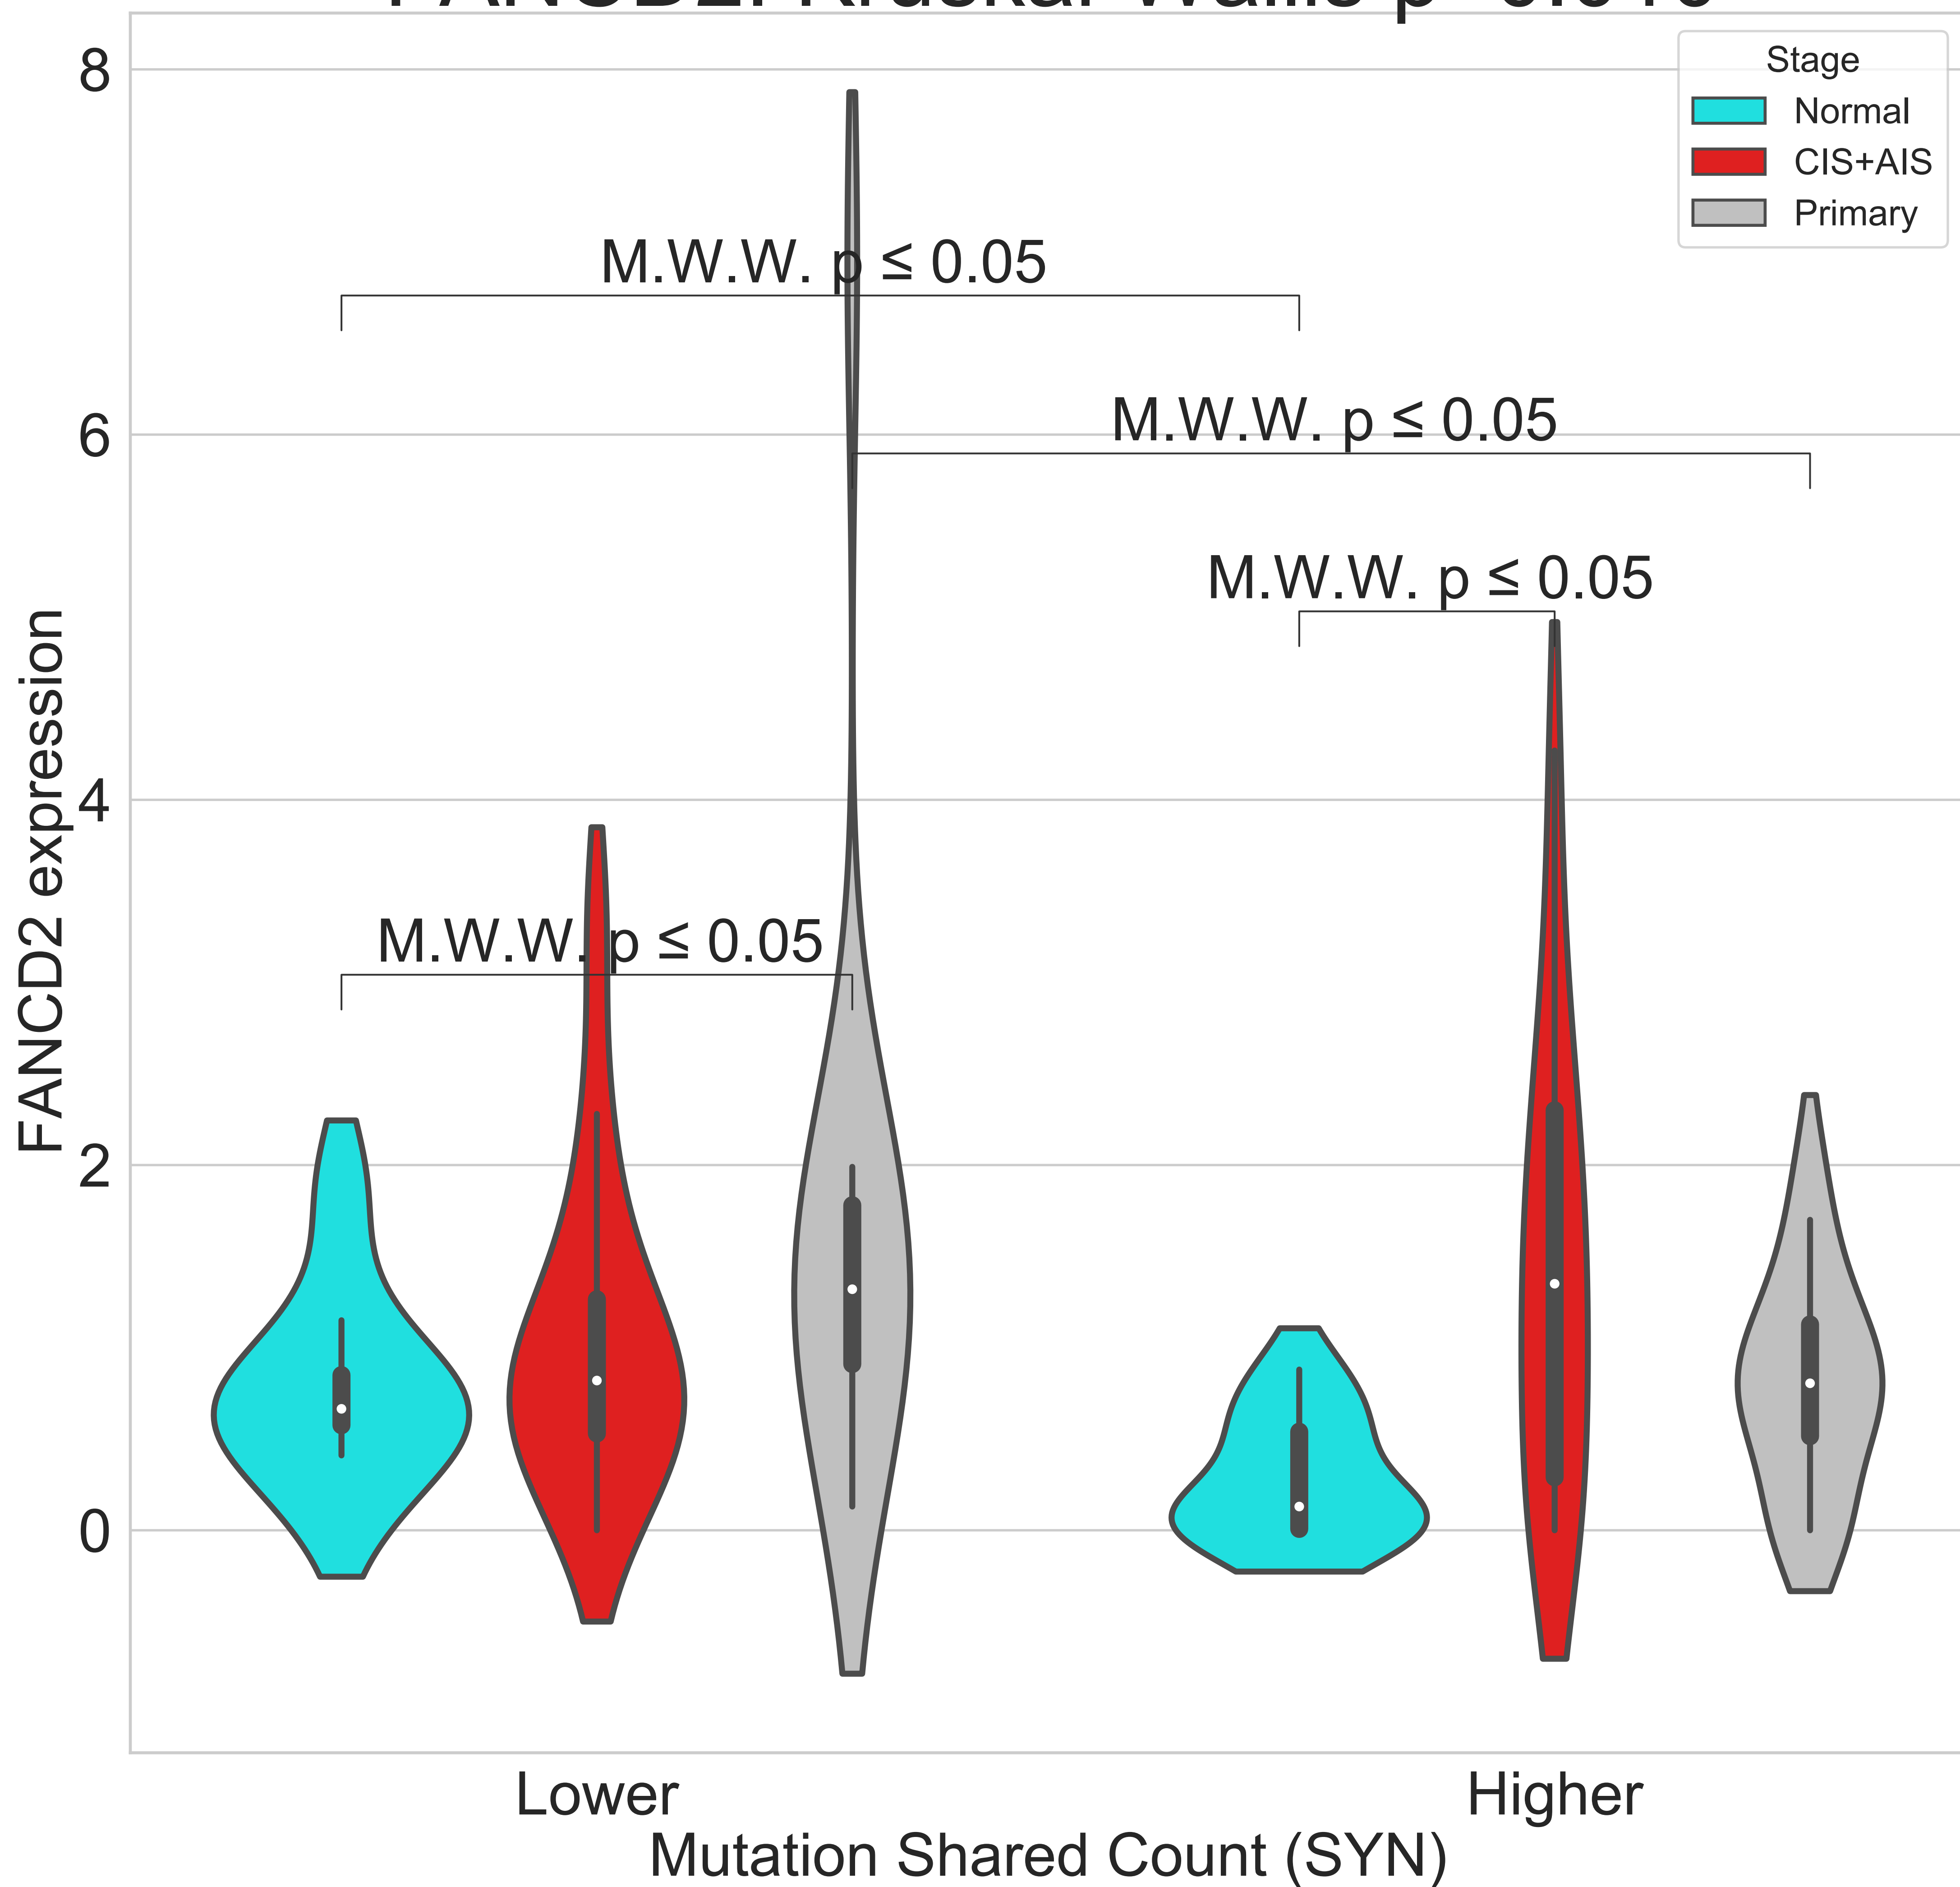 Stage
Normal
CIS+AIS
Primary
8
6
4
2
0
FANCD2 expression
M.W.W. p ≤ 0.05
M.W.W. p ≤ 0.05
M.W.W. p ≤ 0.05
M.W.W. p ≤ 0.05
Lower
Higher
Mutation Shared Count (SYN)